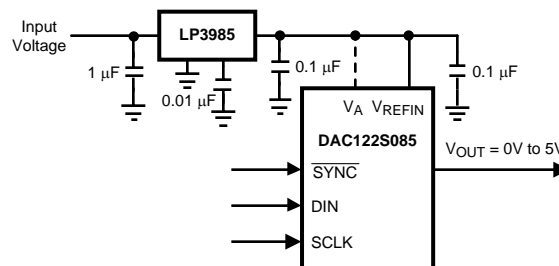 Input
Voltage
LP3985
1 µF
0.01 µF
0.1 µF
0.1 µF
VA VREFIN
DAC122S085
SYNC
VOUT = 0V to 5V
DIN
SCLK